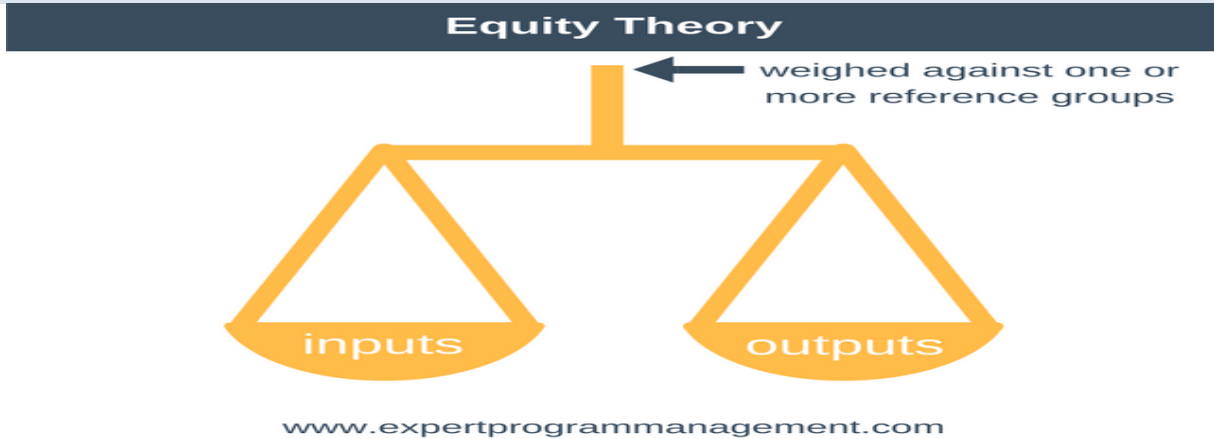 Equity Theory
weighed against one or
more reference groups
inputs
outputs
www.expertprogrammanagement.com